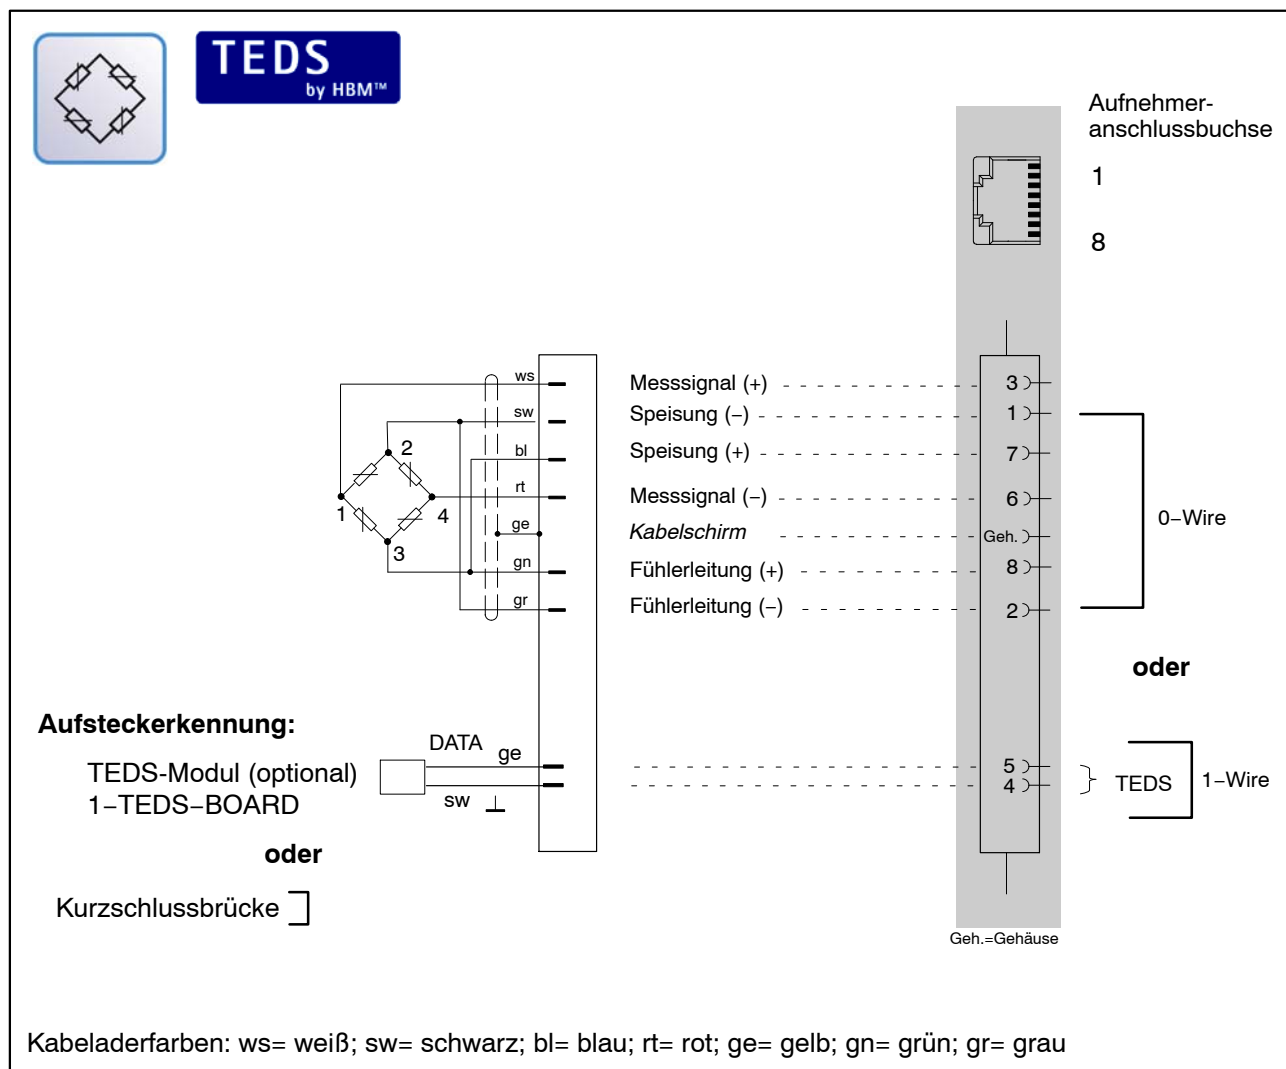 TEDS
by HBM™
Aufnehmer-
anschlussbuchse
1
8
ws
Messsignal (+)
3
sw
Speisung (−)
1
2
bl
Speisung (+)
7
rt
Messsignal (−)
6
1
4
0−Wire
ge
Kabelschirm
Geh.
3
gn
Fühlerleitung (+)
8
gr
Fühlerleitung (−)
2
oder
Aufsteckerkennung:
DATA
ge
5
TEDS-Modul (optional)
1−TEDS−BOARD
sw
4
TEDS
1−Wire
oder
Kurzschlussbrücke
Geh.=Gehäuse
Kabeladerfarben: ws= weiß; sw= schwarz; bl= blau; rt= rot; ge= gelb; gn= grün; gr= grau